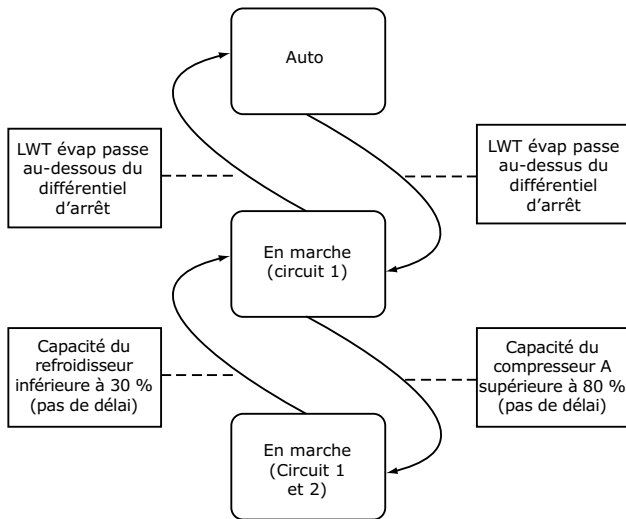 Auto
LWT évap passe
au-dessous du
différentiel
d'arrêt
LWT évap passe
au-dessus du
différentiel
d'arrêt
En marche
(circuit 1)
Capacité du
refroidisseur
inférieure à 30 %
(pas de délai)
Capacité du
compresseur A
supérieure à 80 %
(pas de délai)
En marche
(Circuit 1
et 2)